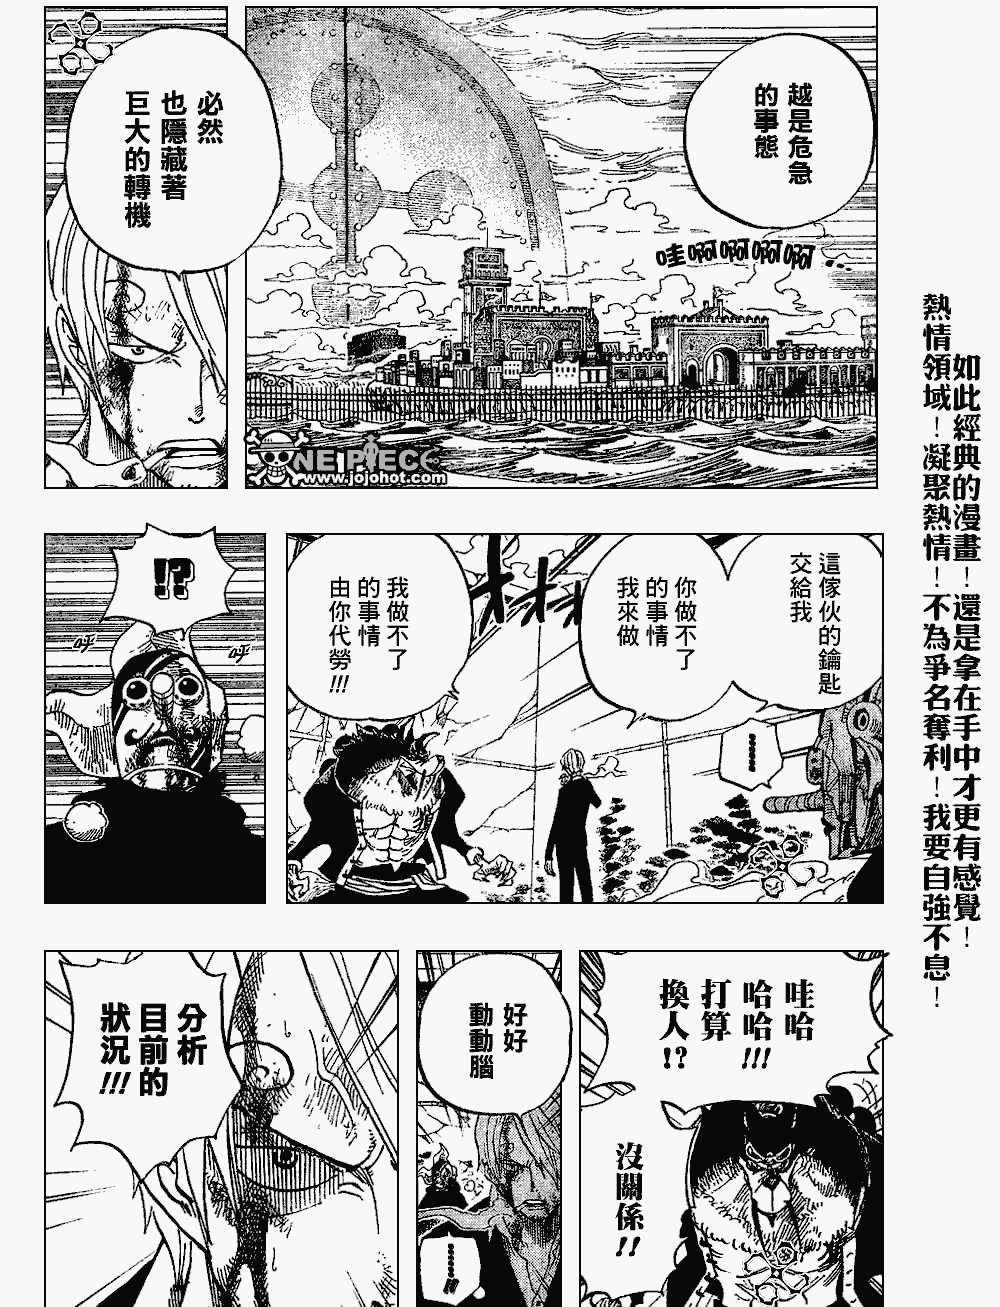 越是危急
的事態
哇啊啊啊啊…
必然
也隱藏著
巨大的轉機
ONE PIECE
www.jojohot.com
這傢伙的鑰匙
交給我
你做不了
的事情
我來做
我做不了
的事情
由你代勞!!!
!?
哇哈
哈哈!!!
打算
換人!?
沒關係!!
好好
動動腦
分析
目前的
狀況!!!
如此經典的漫畫!還是拿在手中才更有感覺!
熱情領域!凝聚熱情!不為爭名奪利!我要自強不息!